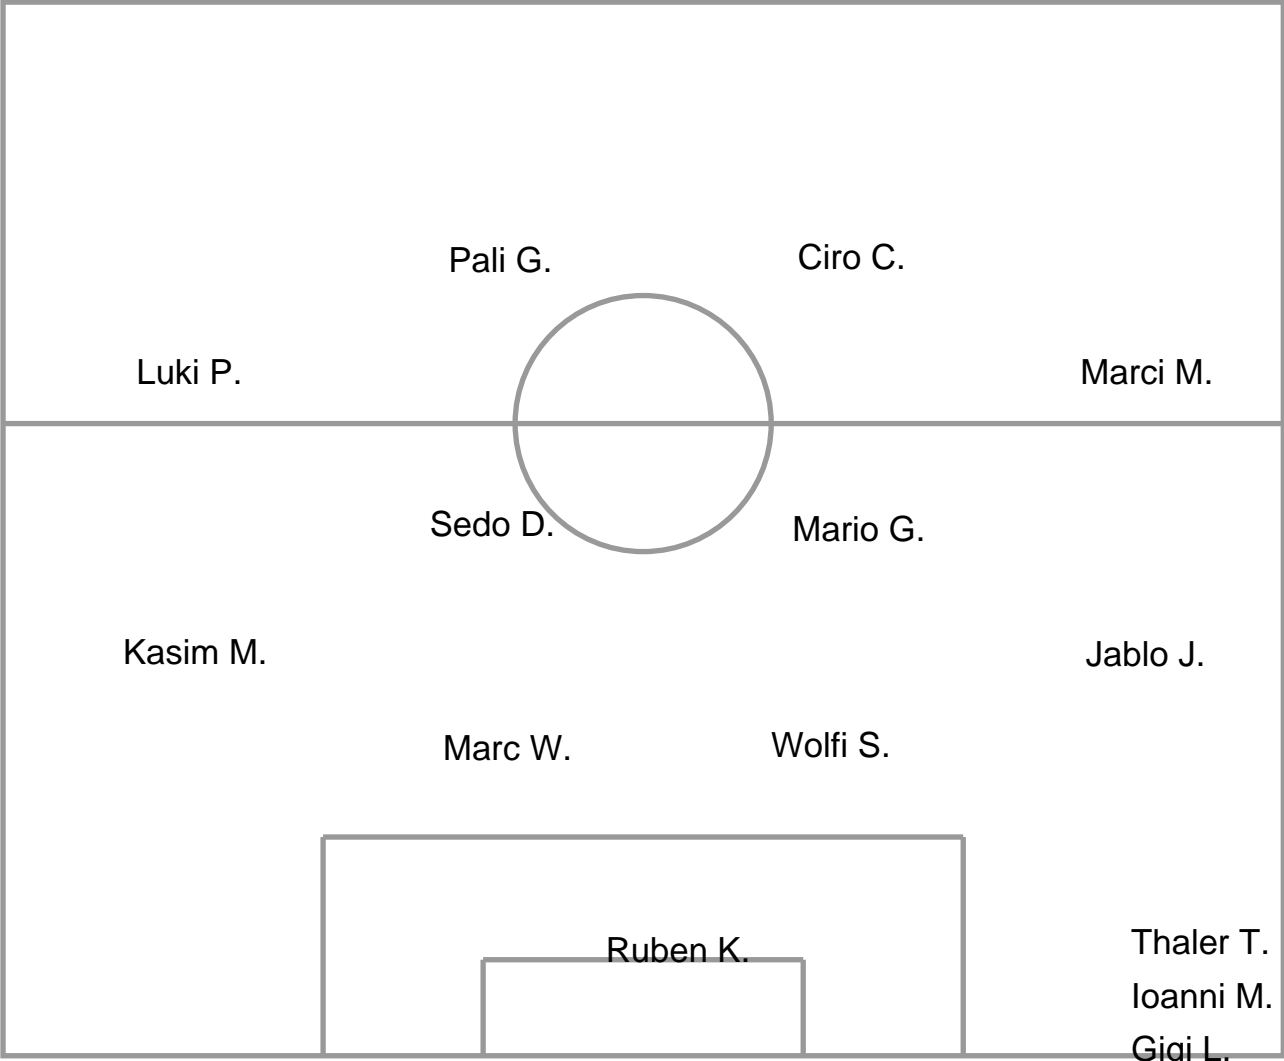 Pali G.
Ciro C.
Luki P.
Marci M.
Sedo D.
Mario G.
Kasim M.
Jablo J.
Marc W.
Wolfi S.
Ruben K.
Thaler T.
Ioanni M.
Gigi L.